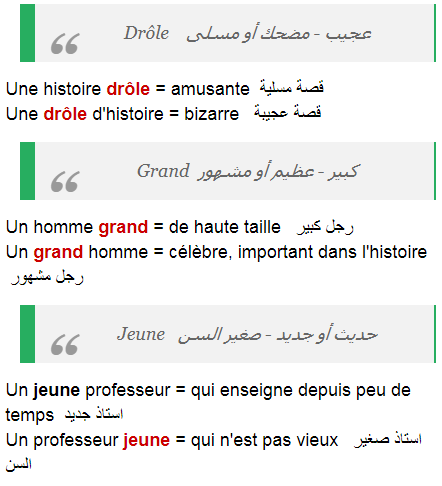 Drôle عجيب - مضحك أو مسلى
Une histoire drôle = amusante قصة مسلية
Une drôle d'histoire = bizarre قصة عجيبة
Grand كبير - عظيم أو مشهور
Un homme grand = de haute taille رجل كبير
Un grand homme = célèbre, important dans l'histoire
رجل مشهور
Jeune حديث أو جديد - صغير السن
Un jeune professeur = qui enseigne depuis peu de
temps استاذ جديد
Un professeur jeune = qui n'est pas vieux استاذ صغير
السن